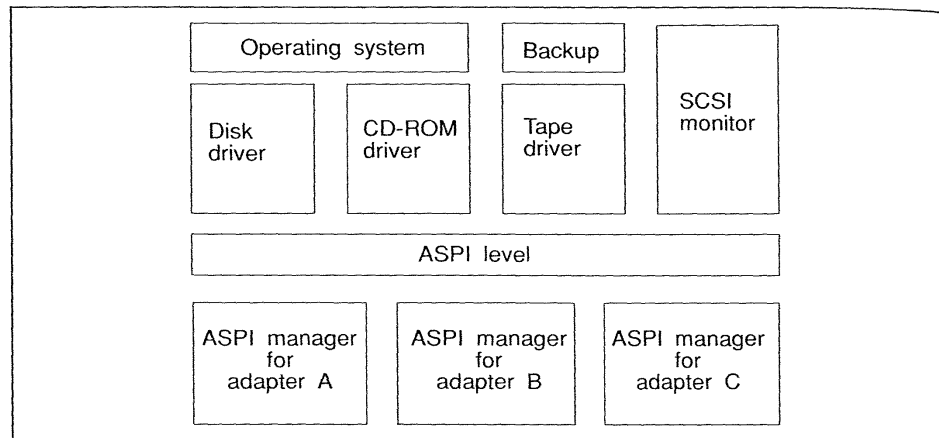 Operating system
Backup
SCSI
monitor
Disk
driver
CD-ROM
driver
Tape
driver
ASPI level
ASPI manager
for
adapter A
ASPI manager
for
adapter B
ASPI manager
for
adapter C